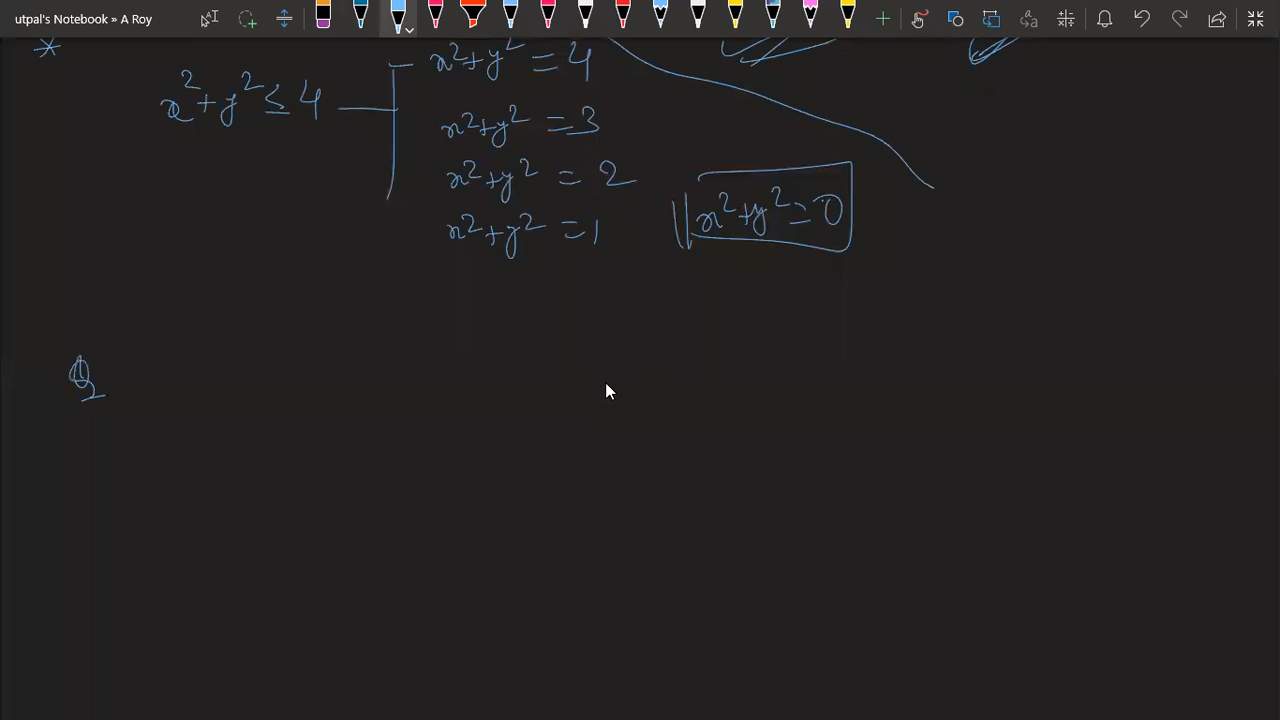 utpal's Notebook » A Roy
*
x² + y² ≤ 4
x² + y² = 4
x² + y² = 3
x² + y² = 2
x² + y² = 1
x² + y² = 0
Q